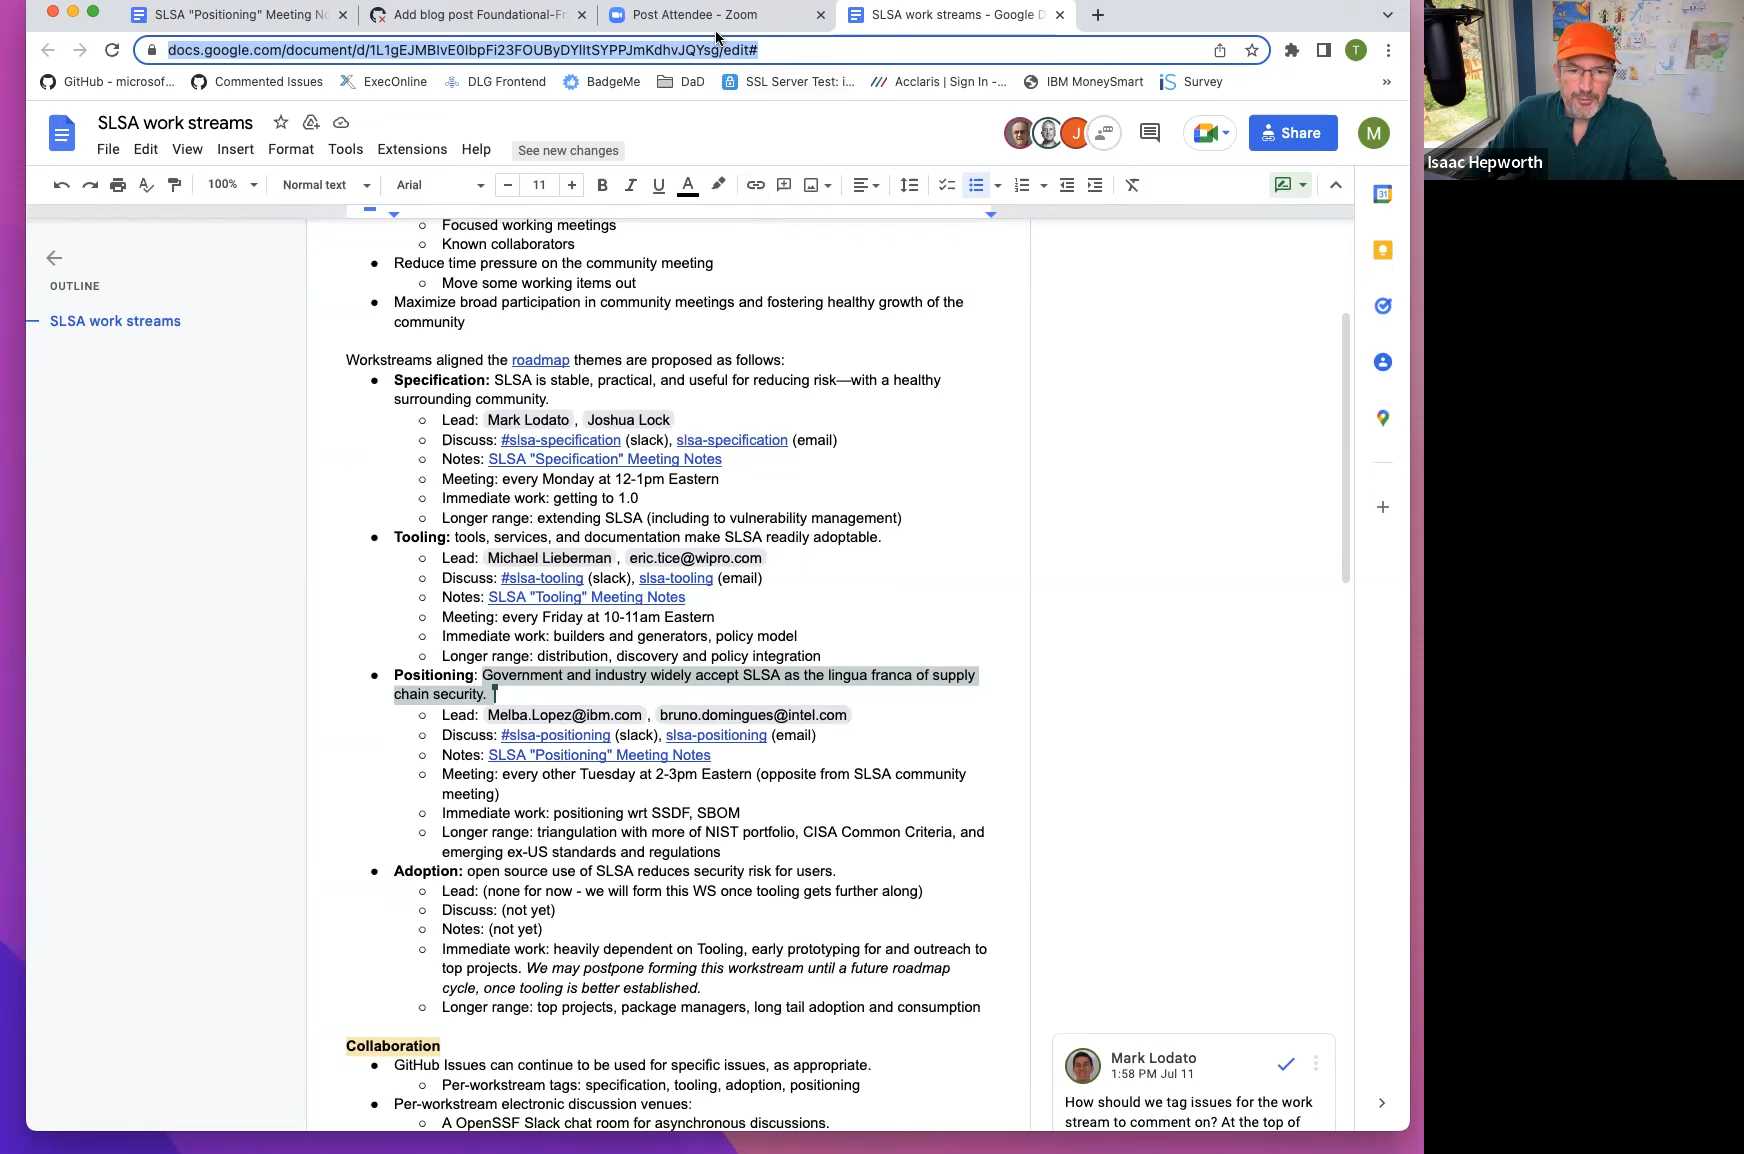 SLSA "Positioning" Meeting No
Add blog post Foundational-Fr
Post Attendee - Zoom
SLSA work streams - Google D
docs.google.com/document/d/1L1gEJMBIvE0IbpFi23FOUByDYlItSYPPJmKdhvJQYsg/edit#
T
GitHub - microsof...
Commented Issues
ExecOnline
DLG Frontend
BadgeMe
DaD
SSL Server Test: i...
Acclaris | Sign In -...
IBM MoneySmart
Survey
»
SLSA work streams
J
Share
M
File Edit View Insert Format Tools Extensions Help
See new changes
100% Normal text Arial 11 B I U A
31
OUTLINE
SLSA work streams
Focused working meetings
Known collaborators
Reduce time pressure on the community meeting
Move some working items out
Maximize broad participation in community meetings and fostering healthy growth of the
community
Workstreams aligned the roadmap themes are proposed as follows:
Specification: SLSA is stable, practical, and useful for reducing risk—with a healthy
surrounding community.
Lead: Mark Lodato , Joshua Lock
Discuss: #slsa-specification (slack), slsa-specification (email)
Notes: SLSA "Specification" Meeting Notes
Meeting: every Monday at 12-1pm Eastern
Immediate work: getting to 1.0
Longer range: extending SLSA (including to vulnerability management)
Tooling: tools, services, and documentation make SLSA readily adoptable.
Lead: Michael Lieberman , eric.tice@wipro.com
Discuss: #slsa-tooling (slack), slsa-tooling (email)
Notes: SLSA "Tooling" Meeting Notes
Meeting: every Friday at 10-11am Eastern
Immediate work: builders and generators, policy model
Longer range: distribution, discovery and policy integration
Positioning: Government and industry widely accept SLSA as the lingua franca of supply
chain security.
Lead: Melba.Lopez@ibm.com , bruno.domingues@intel.com
Discuss: #slsa-positioning (slack), slsa-positioning (email)
Notes: SLSA "Positioning" Meeting Notes
Meeting: every other Tuesday at 2-3pm Eastern (opposite from SLSA community
meeting)
Immediate work: positioning wrt SSDF, SBOM
Longer range: triangulation with more of NIST portfolio, CISA Common Criteria, and
emerging ex-US standards and regulations
Adoption: open source use of SLSA reduces security risk for users.
Lead: (none for now - we will form this WS once tooling gets further along)
Discuss: (not yet)
Notes: (not yet)
Immediate work: heavily dependent on Tooling, early prototyping for and outreach to
top projects. We may postpone forming this workstream until a future roadmap
cycle, once tooling is better established.
Longer range: top projects, package managers, long tail adoption and consumption
Collaboration
GitHub Issues can continue to be used for specific issues, as appropriate.
Per-workstream tags: specification, tooling, adoption, positioning
Per-workstream electronic discussion venues:
A OpenSSF Slack chat room for asynchronous discussions.
Mark Lodato
1:58 PM Jul 11
How should we tag issues for the work
stream to comment on? At the top of
Isaac Hepworth